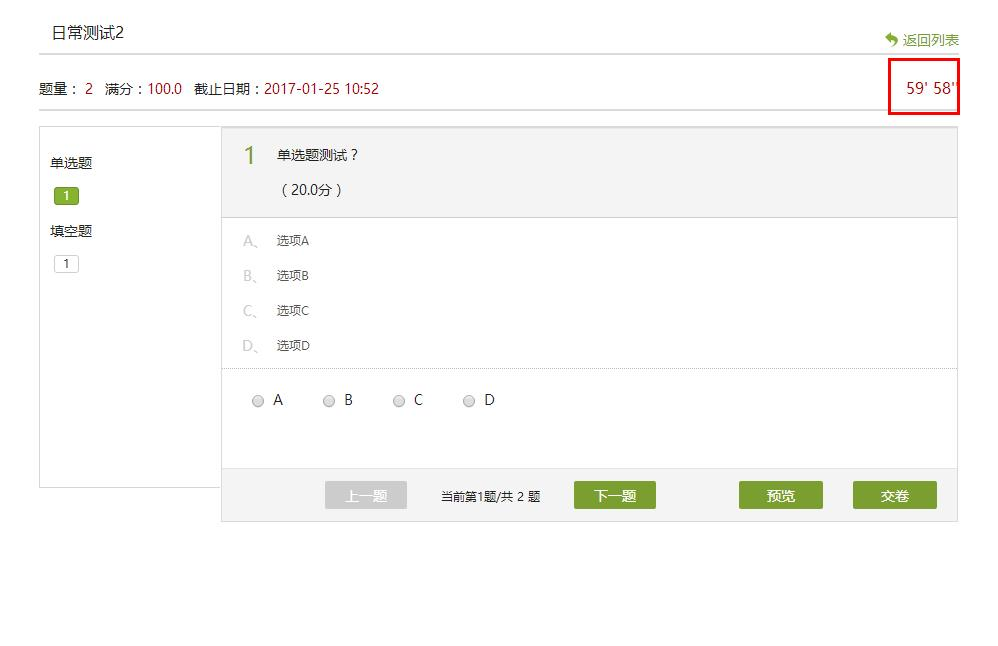 日常测试2
返回列表
题量： 2 满分：100.0 截止日期：2017-01-25 10:52
59' 58''
单选题
1
填空题
1
1 单选题测试？
（ 20.0分 ）
A、 选项A
B、 选项B
C、 选项C
D、 选项D
A B C D
上一题 当前第1题/共 2 题 下一题 预览 交卷